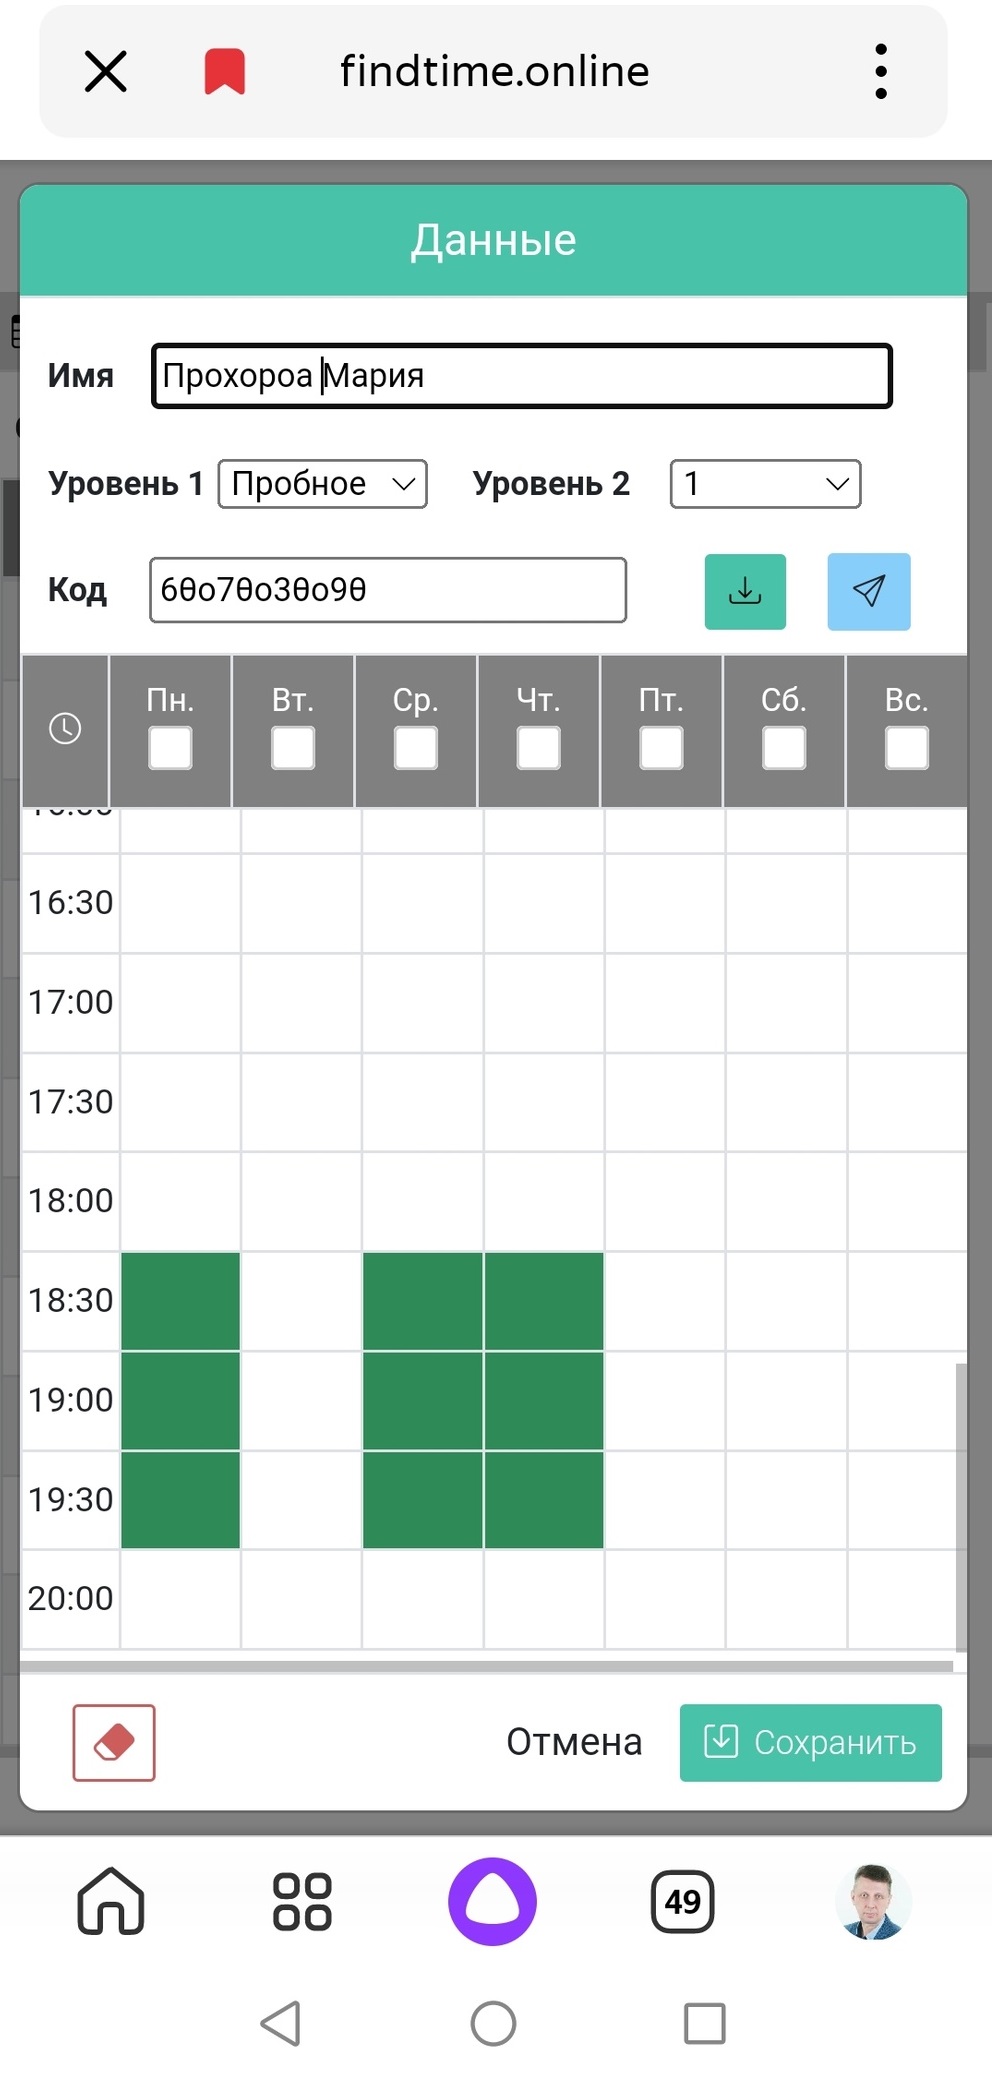 findtime.online
Данные
Имя Прохороа Мария
Уровень 1 Пробное Уровень 2 1
Код 6θο7θο3θο9θ
Пн. Вт. Ср. Чт. Пт. Сб. Вс.
16:30
17:00
17:30
18:00
18:30
19:00
19:30
20:00
Отмена Сохранить
49